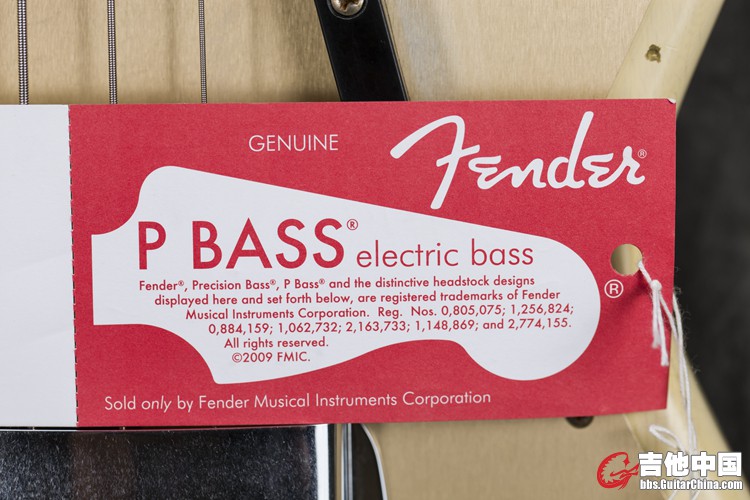 GENUINE
Fender®
P BASS® electric bass
Fender®, Precision Bass®, P Bass® and the distinctive headstock designs
displayed here and set forth below, are registered trademarks of Fender
Musical Instruments Corporation. Reg. Nos. 0,805,075; 1,256,824;
0,884,159; 1,062,732; 2,163,733; 1,148,869; and 2,774,155.
All rights reserved.
©2009 FMIC.
®
Sold only by Fender Musical Instruments Corporation
吉他中国
bbs.GuitarChina.com